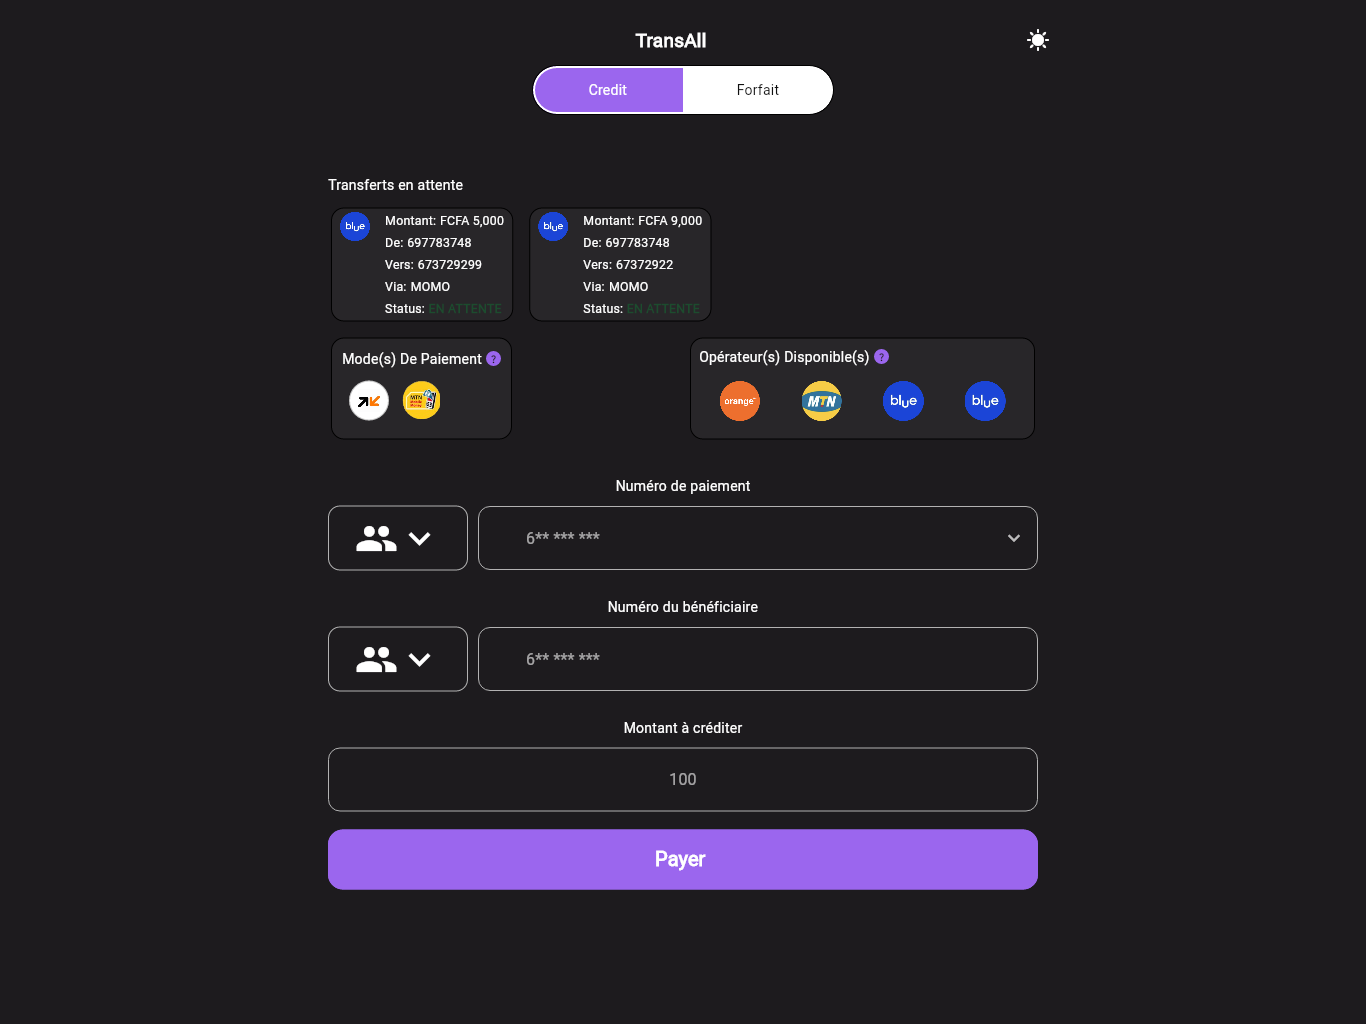 TransAll
Credit
Forfait
Transferts en attente
blue
Montant: FCFA 5,000
De: 697783748
Vers: 673729299
Via: MOMO
Status: EN ATTENTE
blue
Montant: FCFA 9,000
De: 697783748
Vers: 67372922
Via: MOMO
Status: EN ATTENTE
Mode(s) De Paiement ?
MTN
Opérateur(s) Disponible(s) ?
orange™
MTN
blue
blue
Numéro de paiement
6** *** ***
Numéro du bénéficiaire
6** *** ***
Montant à créditer
100
Payer